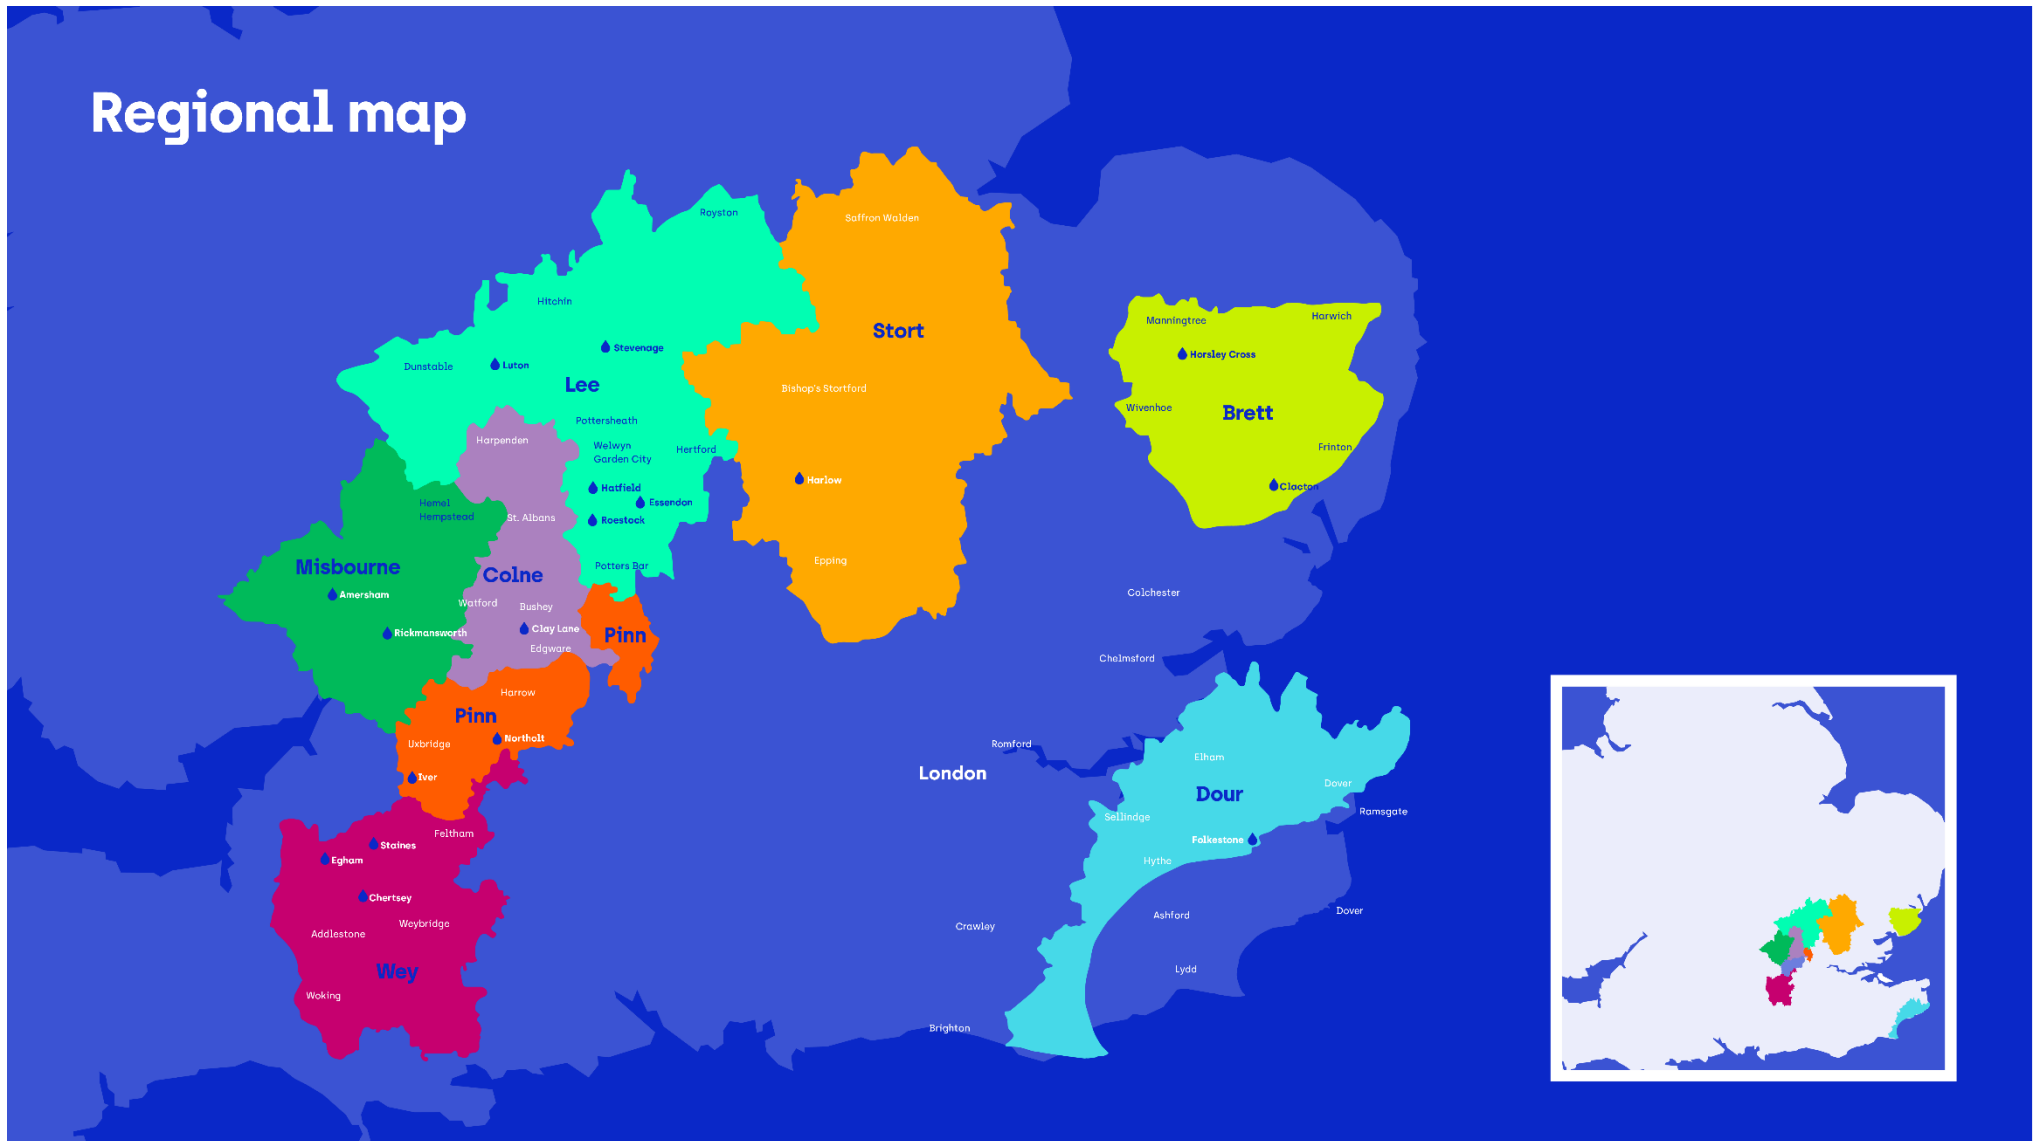 Regional map
Royston
Saffron Walden
Hitchin
Manningtree
Harwich
Stort
Stevenage
Horsley Cross
Dunstable
Luton
Lee
Bishop's Stortford
Wivenhoe
Brett
Pottersheath
Harpenden
Welwyn
Garden City
Hertford
Frinton
Harlow
Hatfield
Clacton
Hemel
Hempstead
Essendon
St. Albans
Roestock
Epping
Misbourne
Potters Bar
Colne
Amersham
Colchester
Watford
Bushey
Rickmansworth
Clay Lane
Pinn
Edgware
Chelmsford
Harrow
Pinn
Northolt
Uxbridge
Romford
Elham
Iver
London
Dover
Dour
Ramsgate
Sellindge
Feltham
Folkestone
Staines
Egham
Hythe
Chertsey
Dover
Ashford
Weybridge
Crawley
Addlestone
Wey
Lydd
Woking
Brighton